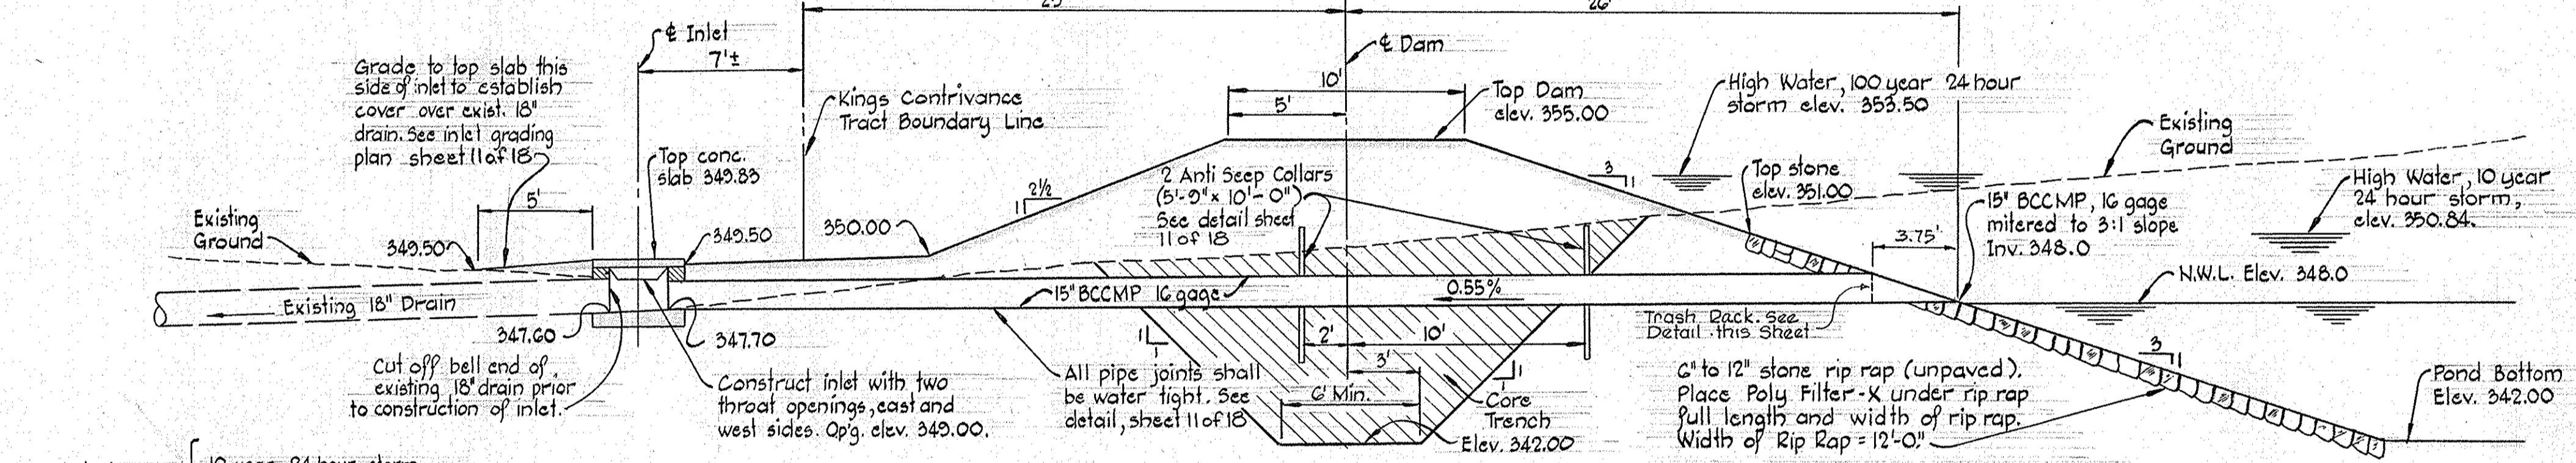 25'
26'
℄ Inlet
7'±
℄ Dam
Grade to top slab this
side of inlet to establish
cover over exist. 18"
drain. See inlet grading
plan sheet 11 of 18
Kings Contrivance
Tract Boundary Line
10'
5'
Top Dam
elev. 355.00
High Water, 100 year 24 hour
storm elev. 353.50
Existing
Ground
Top conc.
slab 349.83
2½
1
2 Anti Seep Collars
(5'-9" x 10'-0")
See detail sheet
11 of 18
3
1
Top stone
elev. 351.00
High Water, 10 year
24 hour storm,
elev. 350.84.
5'
Existing
Ground
349.50
349.50
350.00
15" BCCMP, 16 gage
mitered to 3:1 slope
Inv. 348.0
3.75'
N.W.L. Elev. 348.0
Existing 18" Drain
15" BCCMP 16 gage
0.55%
347.60
347.70
Trash Rack. See
Detail this Sheet
1
1
2'
10'
3'
6' Min.
1
1
Core
Trench
Elev. 342.00
Cut off bell end of
existing 18" drain prior
to construction of inlet.
Construct inlet with two
throat openings, east and
west sides. Op'g. elev. 349.00.
All pipe joints shall
be water tight. See
detail, sheet 11 of 18
6" to 12" stone rip rap (unpaved).
Place Poly Filter-X under rip rap
full length and width of rip rap.
Width of Rip Rap = 12'-0."
3
1
Pond Bottom
Elev. 342.00
10 year 24 hour storm